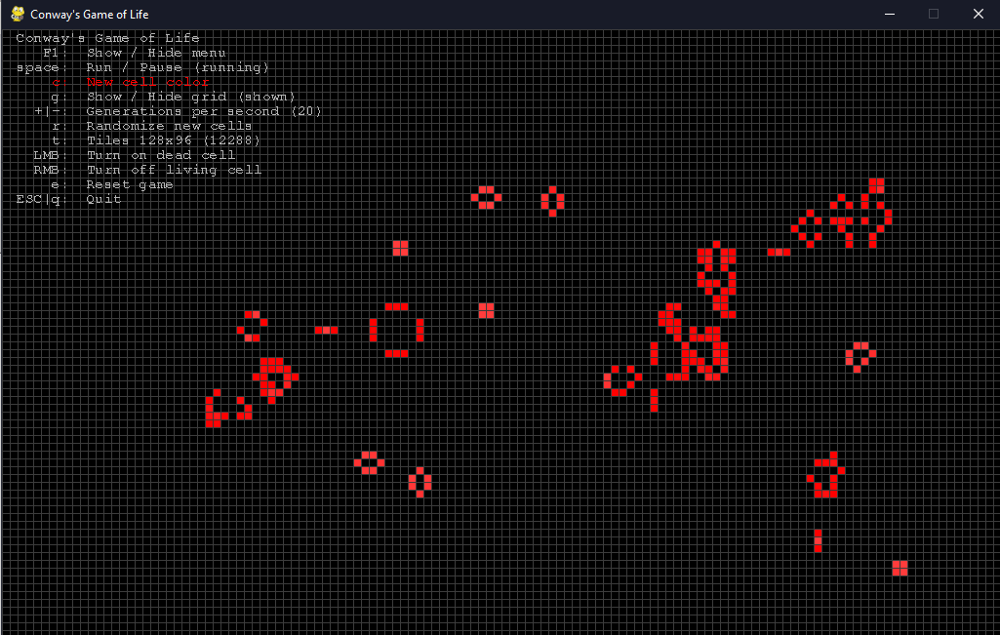 Conway's Game of Life
Conway's Game of Life
F1: Show / Hide menu
space: Run / Pause (running)
c: New cell color
g: Show / Hide grid (shown)
+|-: Generations per second (20)
r: Randomize new cells
t: Tiles 128x96 (12288)
LMB: Turn on dead cell
RMB: Turn off living cell
e: Reset game
ESC|q: Quit